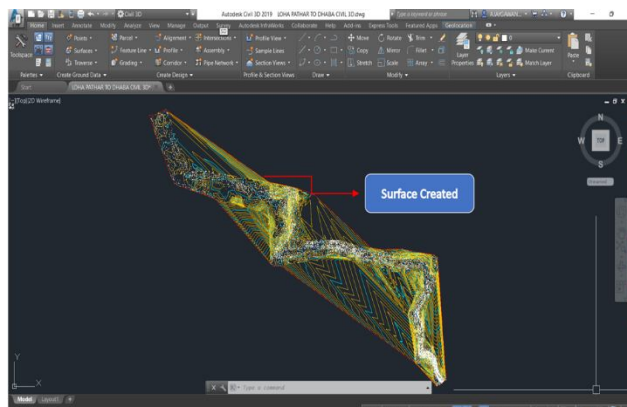 Autodesk Civil 3D 2019 LOHA PATHAR TO DHABA CIVIL 3D.dwg
Home Insert Annotate Modify Analyze View Manage Output Survey Autodesk InfraWorks Collaborate Help Add-ins Express Tools Featured Apps Geolocation
Toolspace
Points
Surfaces
Traverse
Parcel
Feature Line
Grading
Alignment
Profile
Corridor
Intersections
Assembly
Pipe Network
Profile View
Sample Lines
Section Views
Move
Copy
Stretch
Rotate
Mirror
Scale
Trim
Fillet
Array
Layer
Properties
Make Current
Match Layer
Paste
Palettes
Create Ground Data
Create Design
Profile & Section Views
Draw
Modify
Layers
Clipboard
Start
LOHA PATHAR TO DHABA CIVIL 3D*
[-][Top][2D Wireframe]
N
W
TOP
E
S
Surface Created
Y
X
Type a command
Model
Layout1